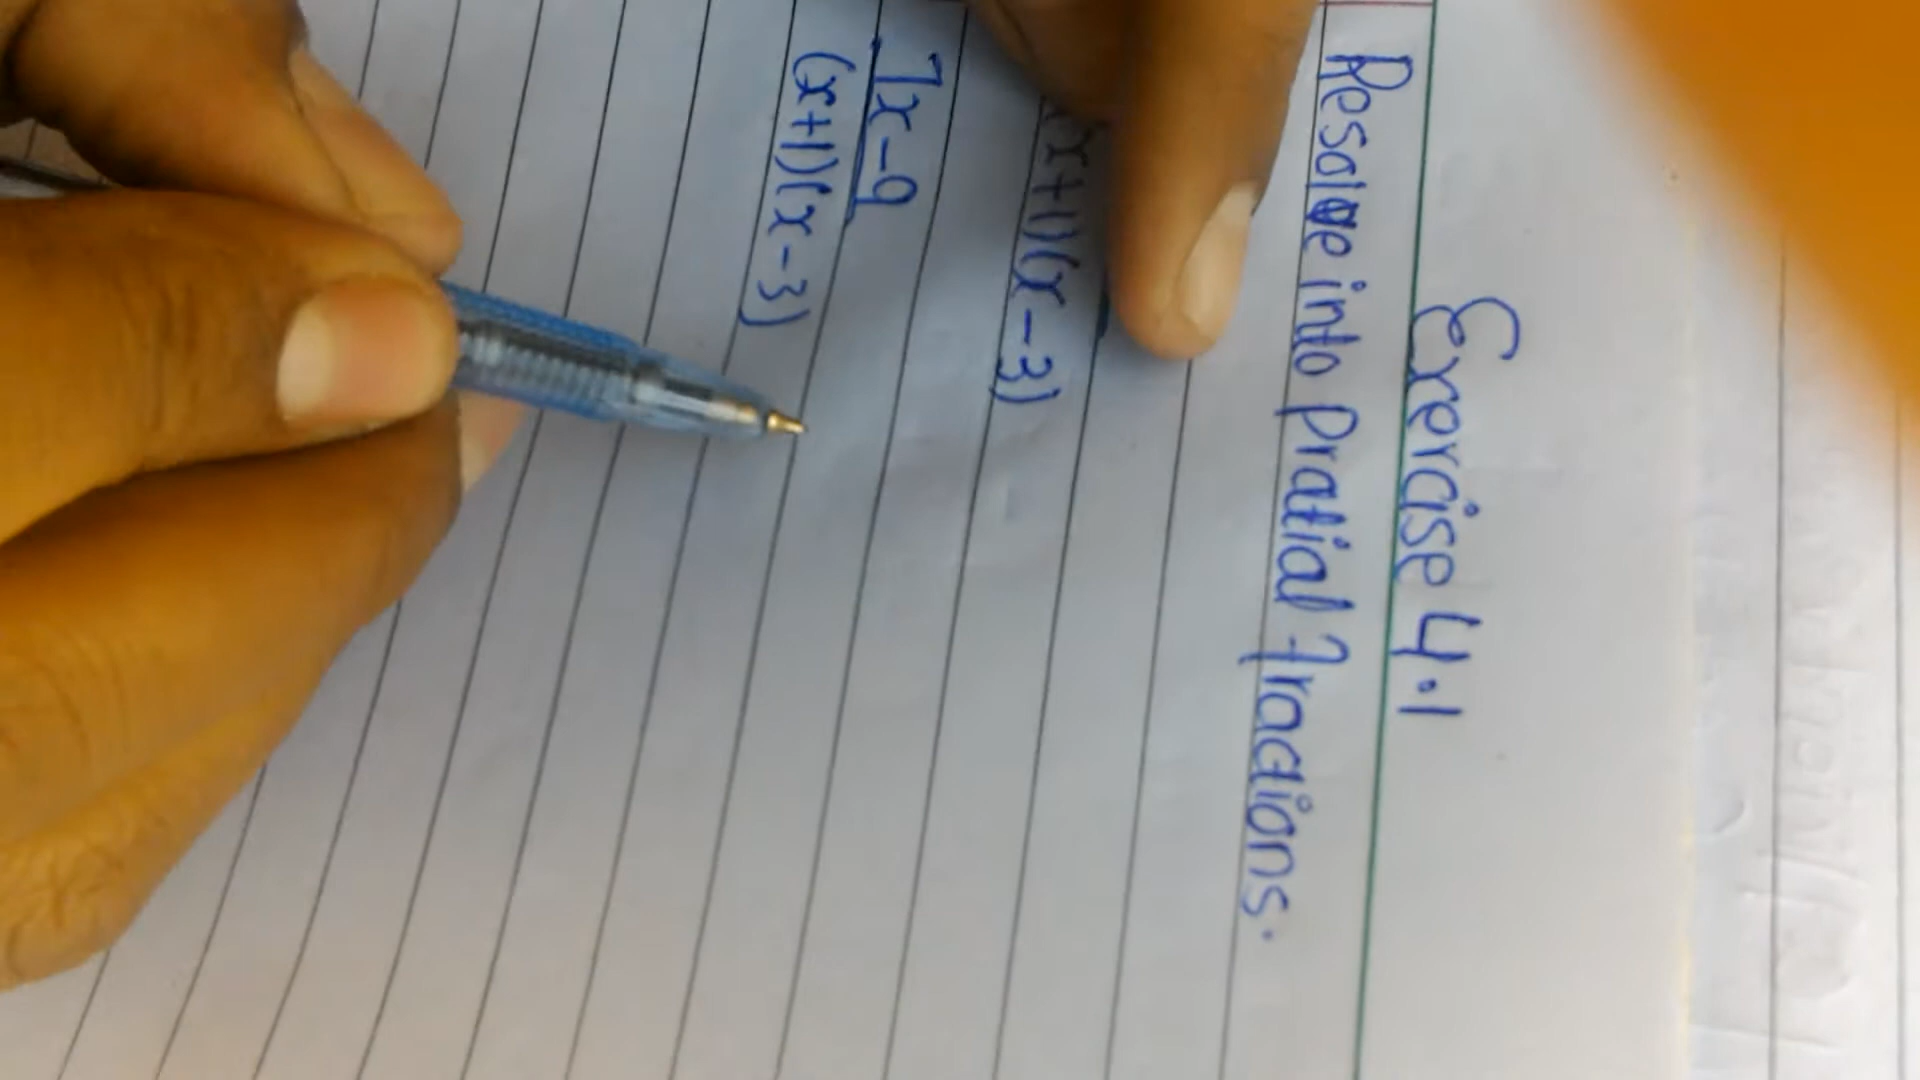 Exercise 4.1
Resolve into Pratial Fractions.
x+1)(x-3)
7x-9
(x+1)(x-3)